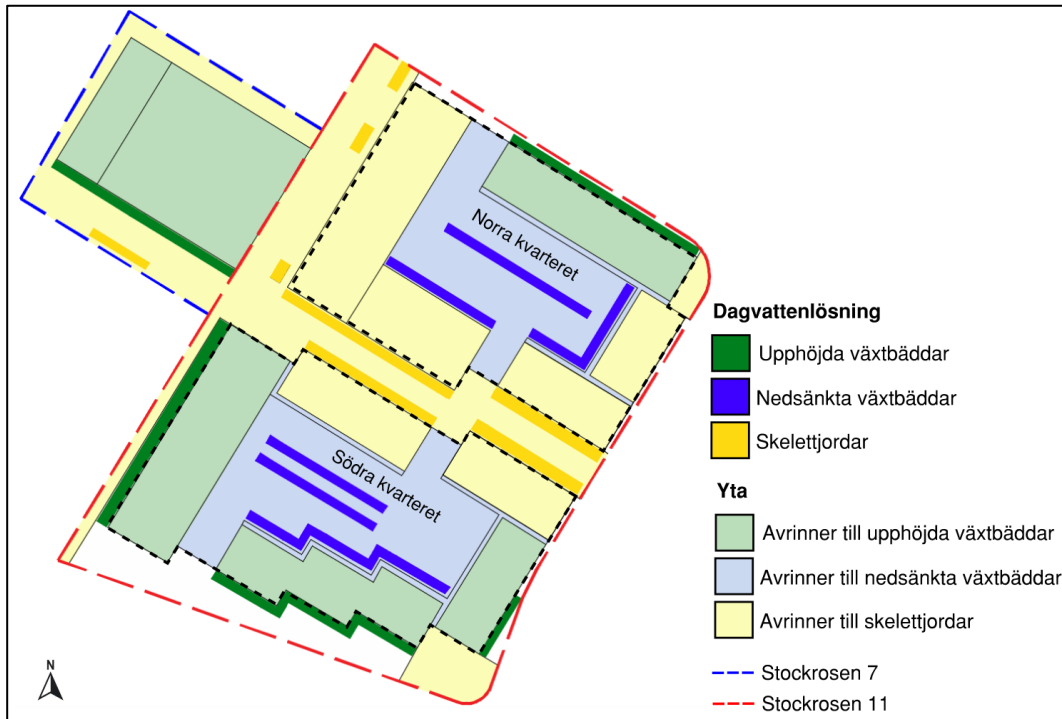 Norra kvarteret
Södra kvarteret
N
Dagvattenlösning
Upphöjda växtbäddar
Nedsänkta växtbäddar
Skelettjordar
Yta
Avrinner till upphöjda växtbäddar
Avrinner till nedsänkta växtbäddar
Avrinner till skelettjordar
Stockrosen 7
Stockrosen 11